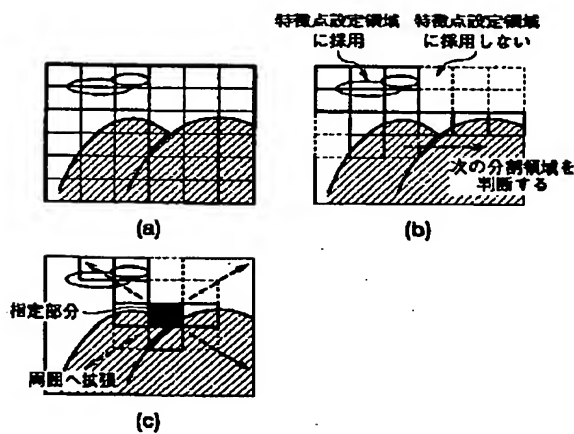 特徴点設定領域
に採用
特徴点設定領域
に採用しない
次の分割領域を
判断する
(a)
(b)
指定部分
周囲へ拡張
(c)